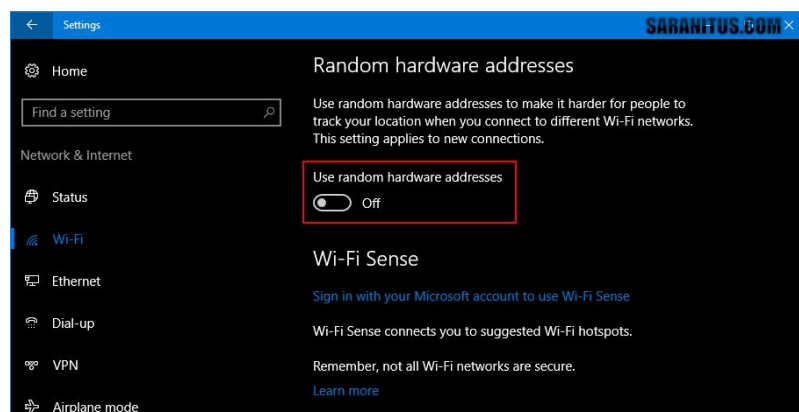 Settings
SARANITUS.COM
Home
Find a setting
Network & Internet
Status
Wi-Fi
Ethernet
Dial-up
VPN
Airplane mode
Random hardware addresses
Use random hardware addresses to make it harder for people to
track your location when you connect to different Wi-Fi networks.
This setting applies to new connections.
Use random hardware addresses
Off
Wi-Fi Sense
Sign in with your Microsoft account to use Wi-Fi Sense
Wi-Fi Sense connects you to suggested Wi-Fi hotspots.
Remember, not all Wi-Fi networks are secure.
Learn more